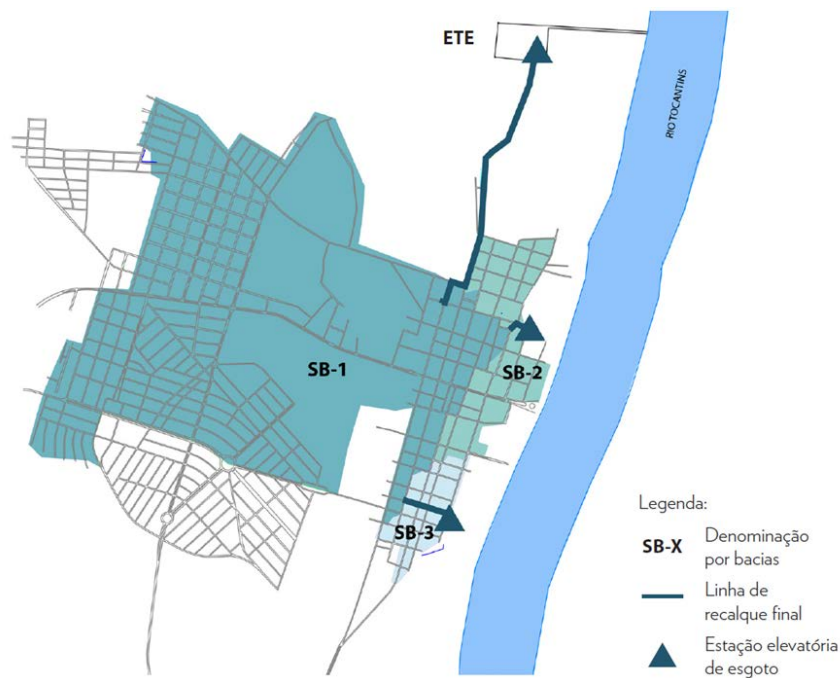 ETE
RIO TOCANTINS
SB-1
SB-2
SB-3
Legenda:
SB-X
Denominação
por bacias
Linha de
recalque final
Estação elevatória
de esgoto